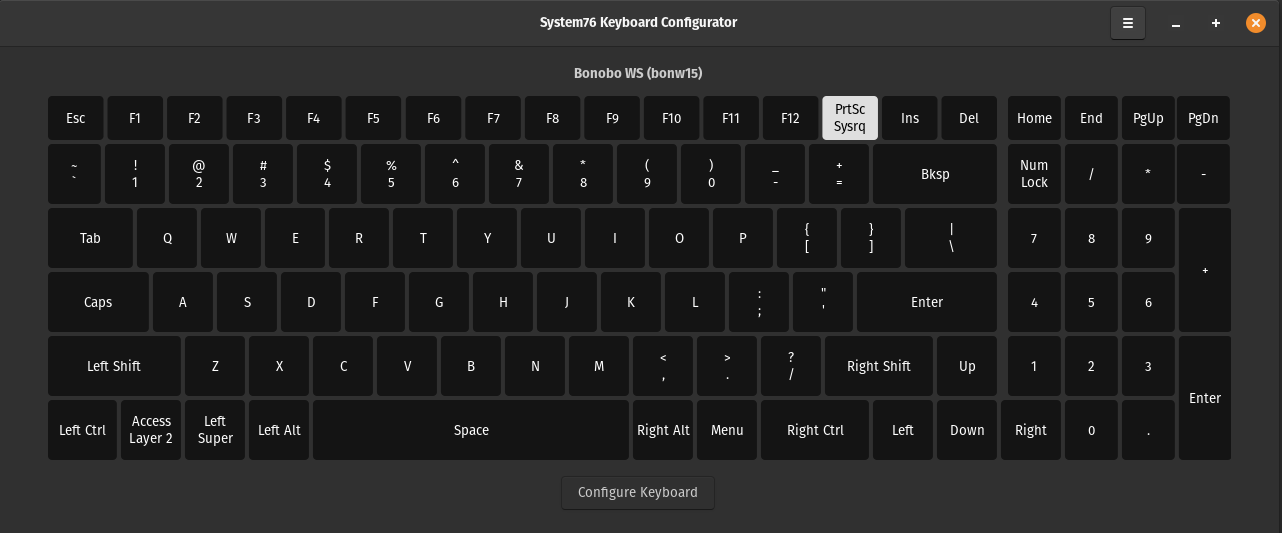 System76 Keyboard Configurator
Bonobo WS (bonw15)
Esc F1 F2 F3 F4 F5 F6 F7 F8 F9 F10 F11 F12 PrtSc Sysrq Ins Del Home End PgUp PgDn
~ ` ! 1 @ 2 # 3 $ 4 % 5 ^ 6 & 7 * 8 ( 9 ) 0 _ - + = Bksp Num Lock / * -
Tab Q W E R T Y U I O P { [ } ] | \ 7 8 9 +
Caps A S D F G H J K L : ; " ' Enter 4 5 6
Left Shift Z X C V B N M < , > . ? / Right Shift Up 1 2 3 Enter
Left Ctrl Access Layer 2 Left Super Left Alt Space Right Alt Menu Right Ctrl Left Down Right 0 .
Configure Keyboard